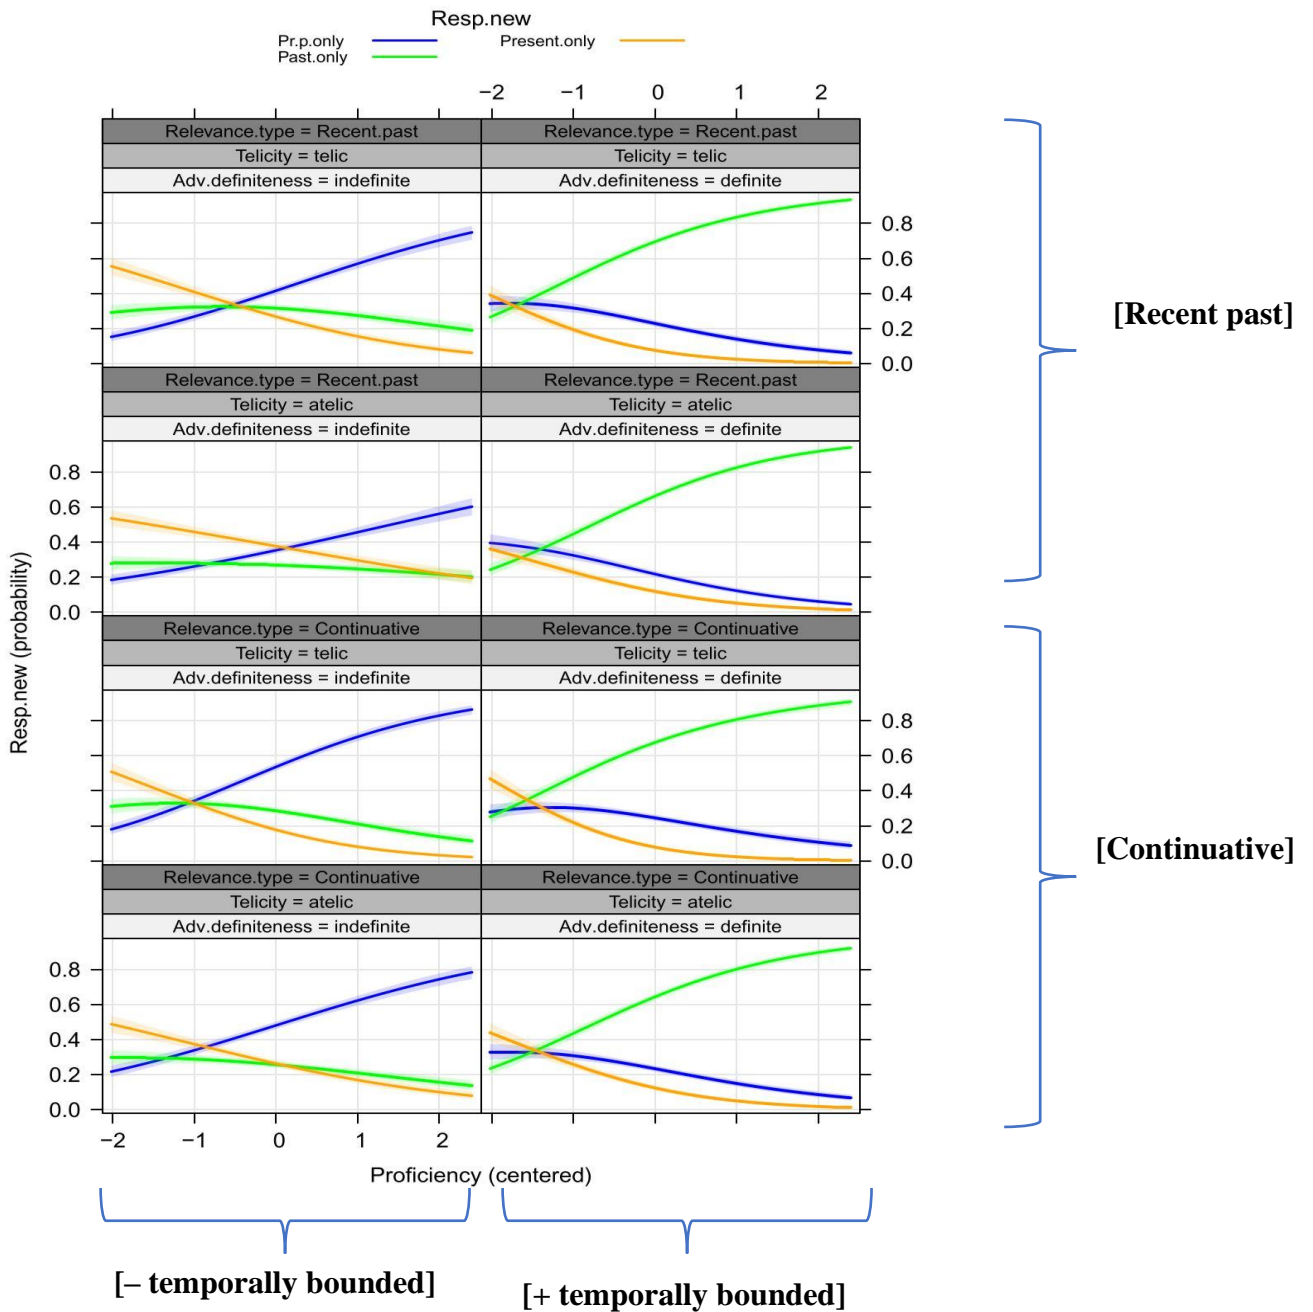 Resp.new
Pr.p.only Present.only
Past.only
−2 −1 0 1 2
Relevance.type = Recent.past Relevance.type = Recent.past
Telicity = telic Telicity = telic
Adv.definiteness = indefinite Adv.definiteness = definite
0.8
0.6
0.4
0.2
0.0
[Recent past]
Relevance.type = Recent.past Relevance.type = Recent.past
Telicity = atelic Telicity = atelic
Adv.definiteness = indefinite Adv.definiteness = definite
0.8
0.6
0.4
0.2
0.0
Resp.new (probability)
Relevance.type = Continuative Relevance.type = Continuative
Telicity = telic Telicity = telic
Adv.definiteness = indefinite Adv.definiteness = definite
0.8
0.6
0.4
0.2
0.0
[Continuative]
Relevance.type = Continuative Relevance.type = Continuative
Telicity = atelic Telicity = atelic
Adv.definiteness = indefinite Adv.definiteness = definite
0.8
0.6
0.4
0.2
0.0
−2 −1 0 1 2
Proficiency (centered)
[– temporally bounded] [+ temporally bounded]